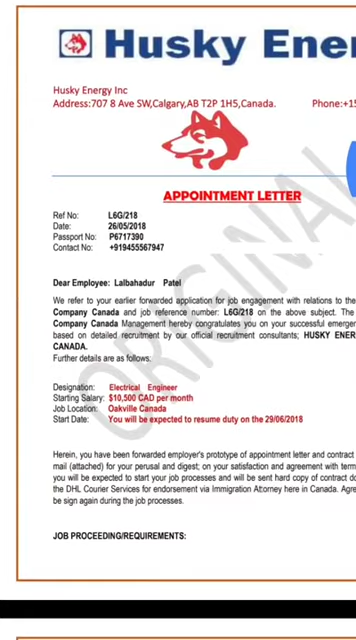 Husky Ener
Husky Energy Inc
Address:707 8 Ave SW,Calgary,AB T2P 1H5,Canada. Phone:+15
APPOINTMENT LETTER
Ref No: L6G/218
Date: 26/05/2018
Passport No: P6717390
Contact No: +919455567947
ORIGINAL
Dear Employee: Lalbahadur Patel
We refer to your earlier forwarded application for job engagement with relations to the
Company Canada and job reference number: L6G/218 on the above subject. The
Company Canada Management hereby congratulates you on your successful emerger
based on detailed recruitment by our official recruitment consultants; HUSKY ENER
CANADA.
Further details are as follows:
Designation: Electrical Engineer
Starting Salary: $10,500 CAD per month
Job Location: Oakville Canada
Start Date: You will be expected to resume duty on the 29/06/2018
Herein, you have been forwarded employer's prototype of appointment letter and contract
mail (attached) for your perusal and digest; on your satisfaction and agreement with term
you will be expected to start your job processes and will be sent hard copy of contract do
the DHL Courier Services for endorsement via Immigration Attorney here in Canada. Agre
be sign again during the job processes.
JOB PROCEEDING/REQUIREMENTS: